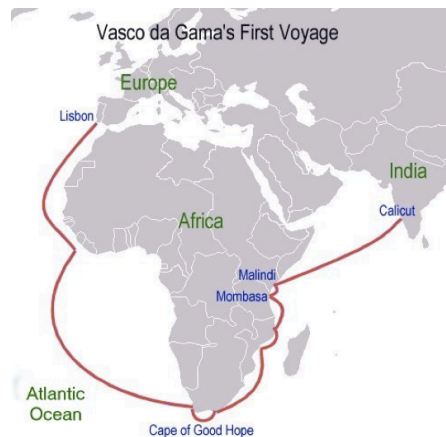 Vasco da Gama's First Voyage
Europe
Lisbon
India
Calicut
Africa
Malindi
Mombasa
Atlantic
Ocean
Cape of Good Hope